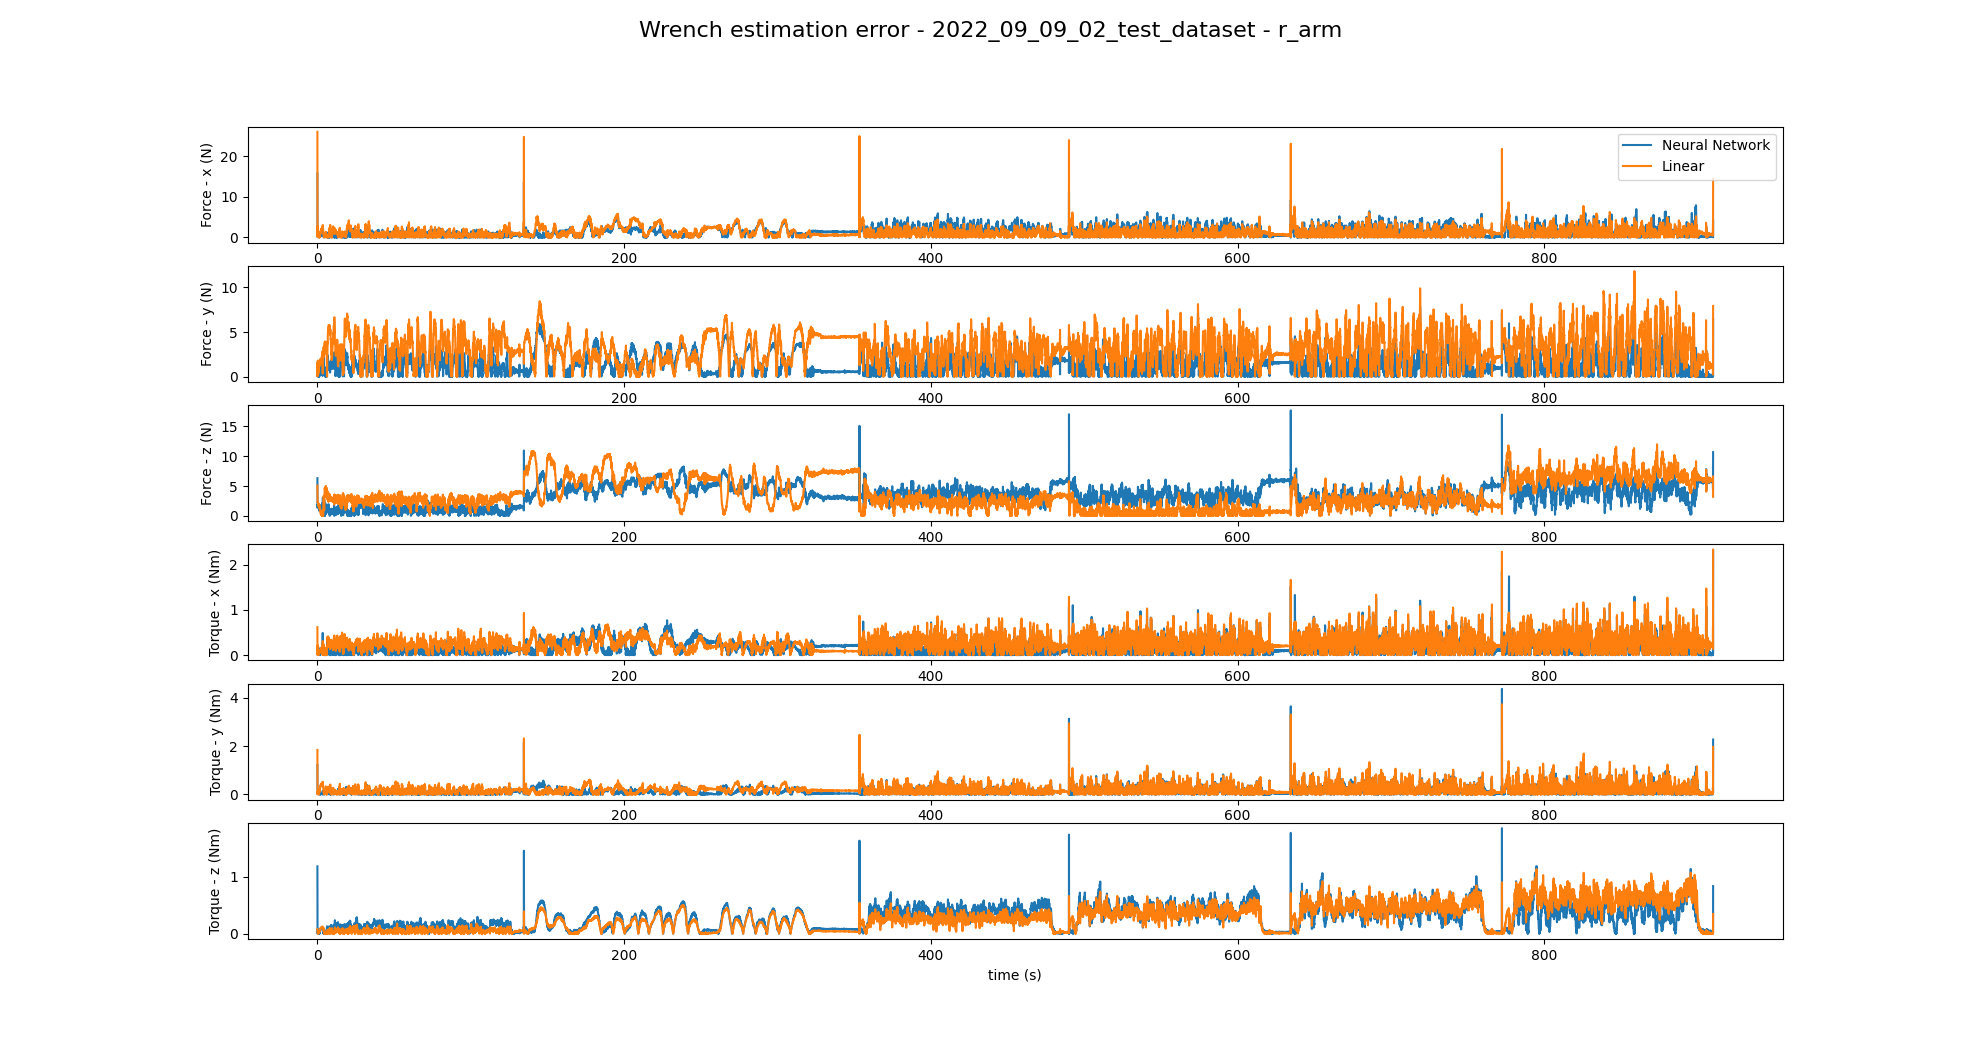 Wrench estimation error - 2022_09_09_02_test_dataset - r_arm
Force - x (N)
20
10
0
Neural Network
Linear
0 200 400 600 800
Force - y (N)
10
5
0
0 200 400 600 800
Force - z (N)
15
10
5
0
0 200 400 600 800
Torque - x (Nm)
2
1
0
0 200 400 600 800
Torque - y (Nm)
4
2
0
0 200 400 600 800
Torque - z (Nm)
1
0
0 200 400 600 800
time (s)